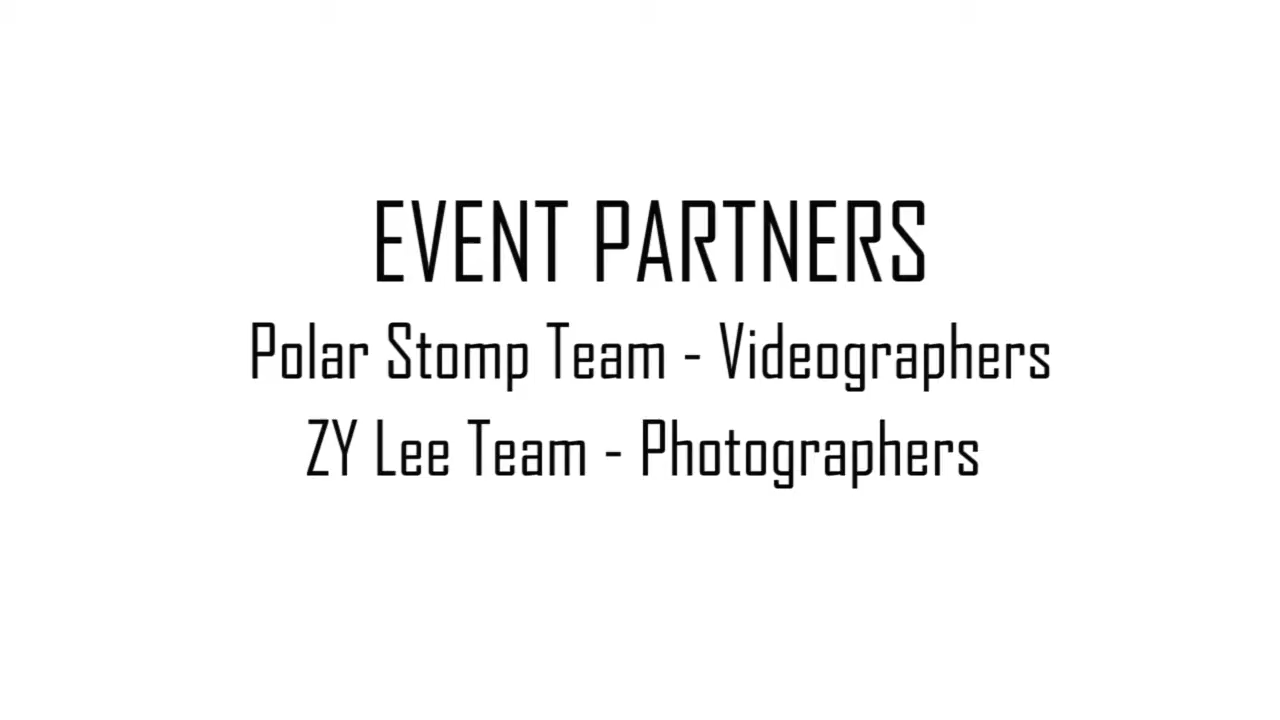 EVENT PARTNERS
Polar Stomp Team - Videographers
ZY Lee Team - Photographers